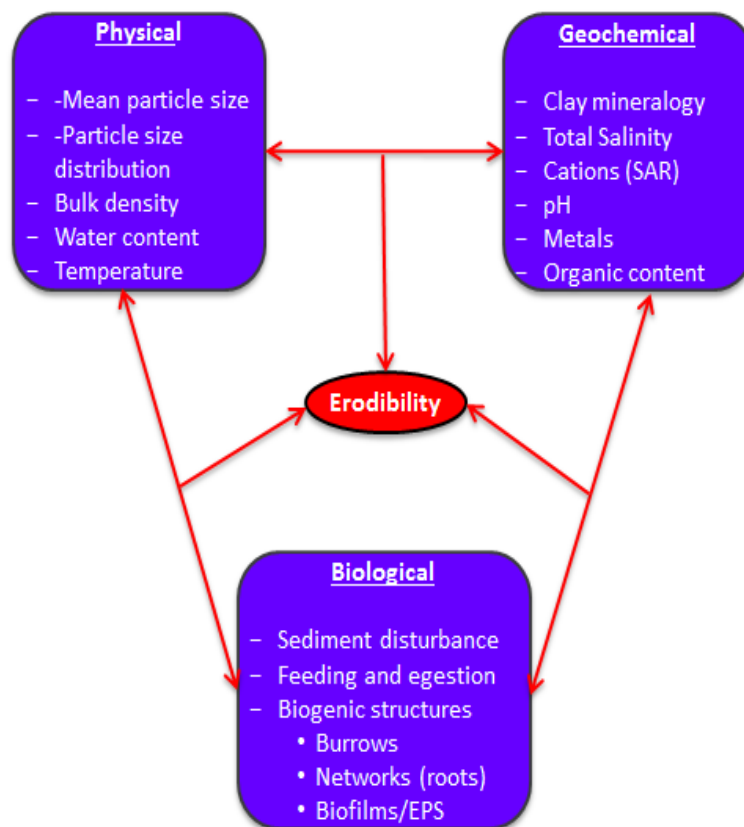 Physical
– -Mean particle size
– -Particle size
distribution
– Bulk density
– Water content
– Temperature
Geochemical
– Clay mineralogy
– Total Salinity
– Cations (SAR)
– pH
– Metals
– Organic content
Erodibility
Biological
– Sediment disturbance
– Feeding and egestion
– Biogenic structures
• Burrows
• Networks (roots)
• Biofilms/EPS